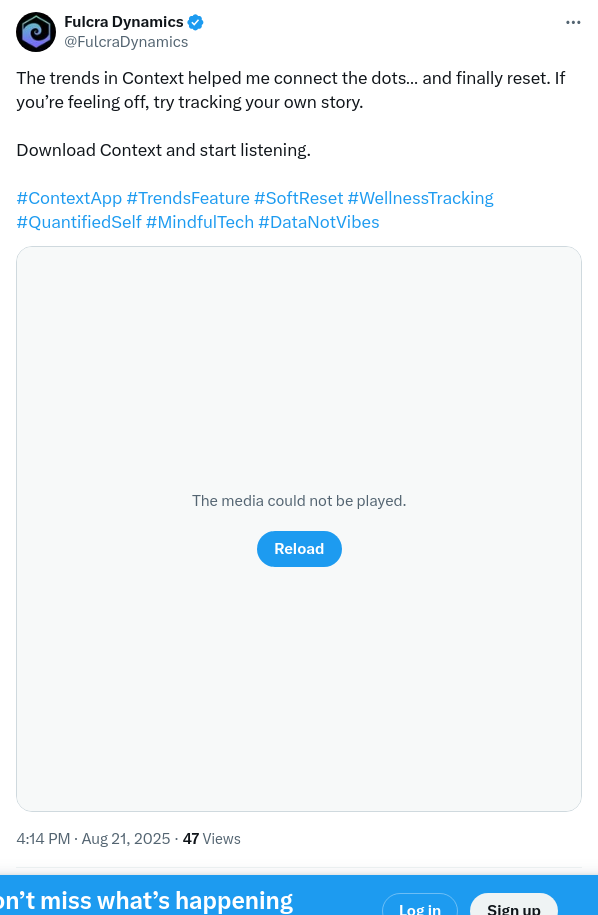 Fulcra Dynamics
@FulcraDynamics
The trends in Context helped me connect the dots... and finally reset. If
you’re feeling off, try tracking your own story.
Download Context and start listening.
#ContextApp #TrendsFeature #SoftReset #WellnessTracking
#QuantifiedSelf #MindfulTech #DataNotVibes
The media could not be played.
Reload
4:14 PM · Aug 21, 2025 · 47 Views
on’t miss what’s happening
Log in
Sign up